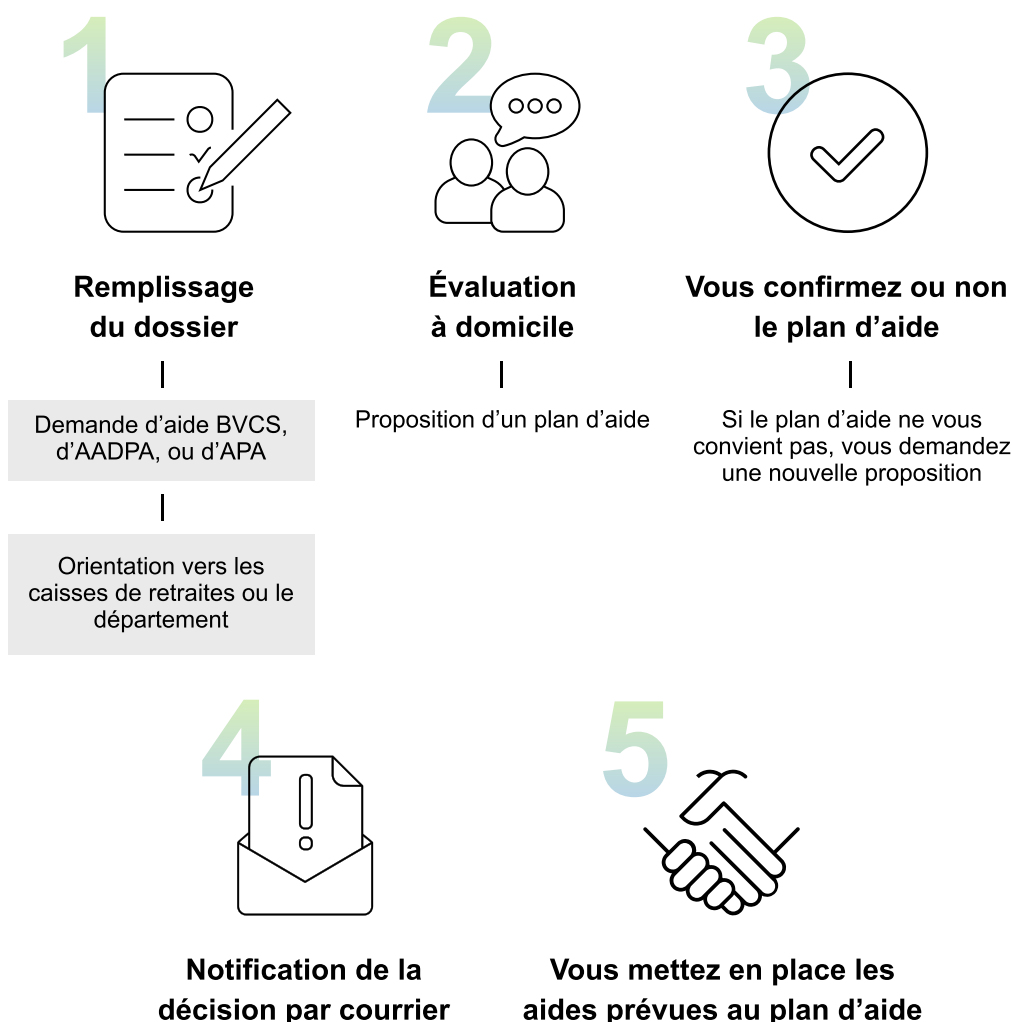 1
Remplissage
du dossier
Demande d’aide BVCS,
d’AADPA, ou d’APA
Orientation vers les
caisses de retraites ou le
département
2
Évaluation
à domicile
Proposition d’un plan d’aide
3
Vous confirmez ou non
le plan d’aide
Si le plan d’aide ne vous
convient pas, vous demandez
une nouvelle proposition
4
Notification de la
décision par courrier
5
Vous mettez en place les
aides prévues au plan d’aide